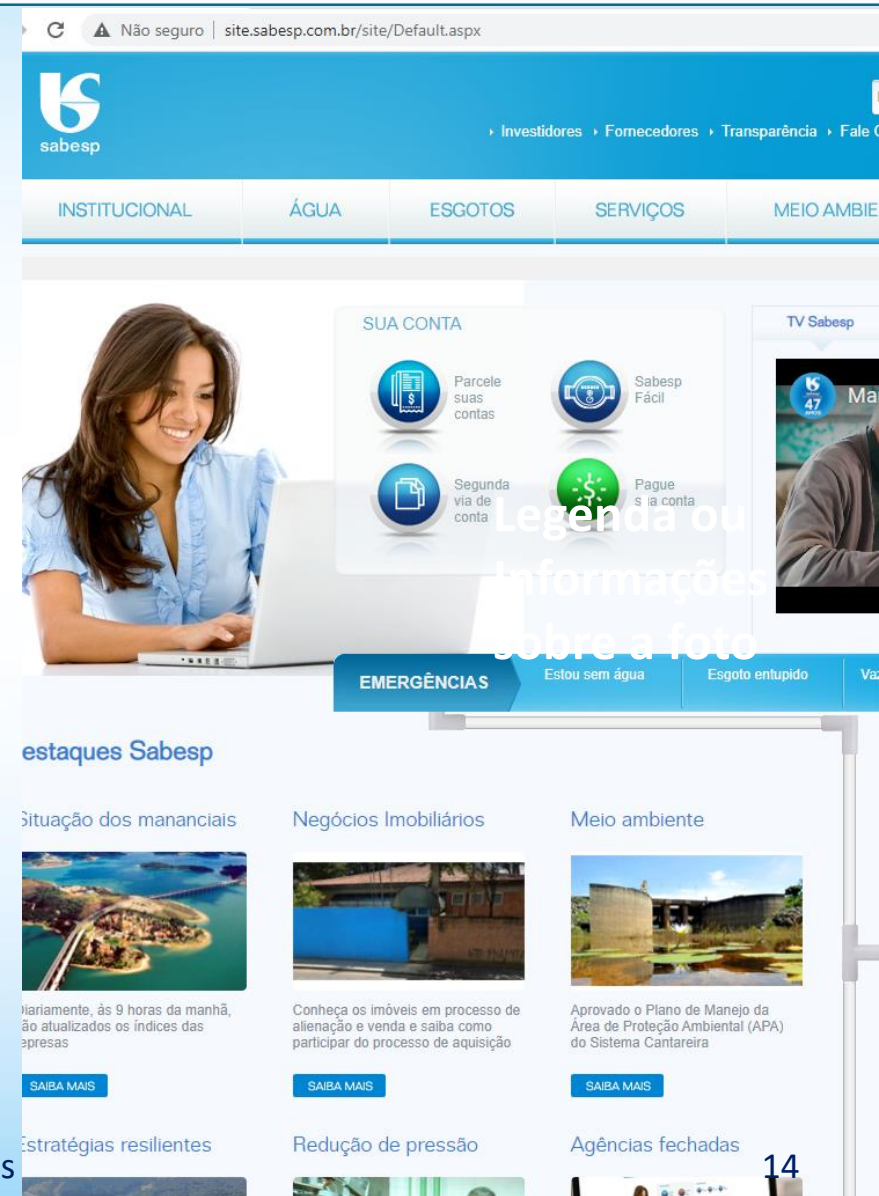 Não seguro | site.sabesp.com.br/site/Default.aspx
sabesp
Investidores Fornecedores Transparência Fale
INSTITUCIONAL ÁGUA ESGOTOS SERVIÇOS MEIO AMBIE
SUA CONTA
TV Sabesp
Parcele
suas
contas
Sabesp
Fácil
47
ANOS
Ma
Segunda
via de
conta
Pague
sua conta
Legenda ou
Informações
sobre a foto
EMERGÊNCIAS
Estou sem água
Esgoto entupido
Vaz
estaques Sabesp
Situação dos mananciais
Negócios Imobiliários
Meio ambiente
Diariamente, às 9 horas da manhã,
ão atualizados os índices das
epresas
Conheça os imóveis em processo de
alienação e venda e saiba como
participar do processo de aquisição
Aprovado o Plano de Manejo da
Área de Proteção Ambiental (APA)
do Sistema Cantareira
SAIBA MAIS
SAIBA MAIS
SAIBA MAIS
Estratégias resilientes
Redução de pressão
Agências fechadas
s
14